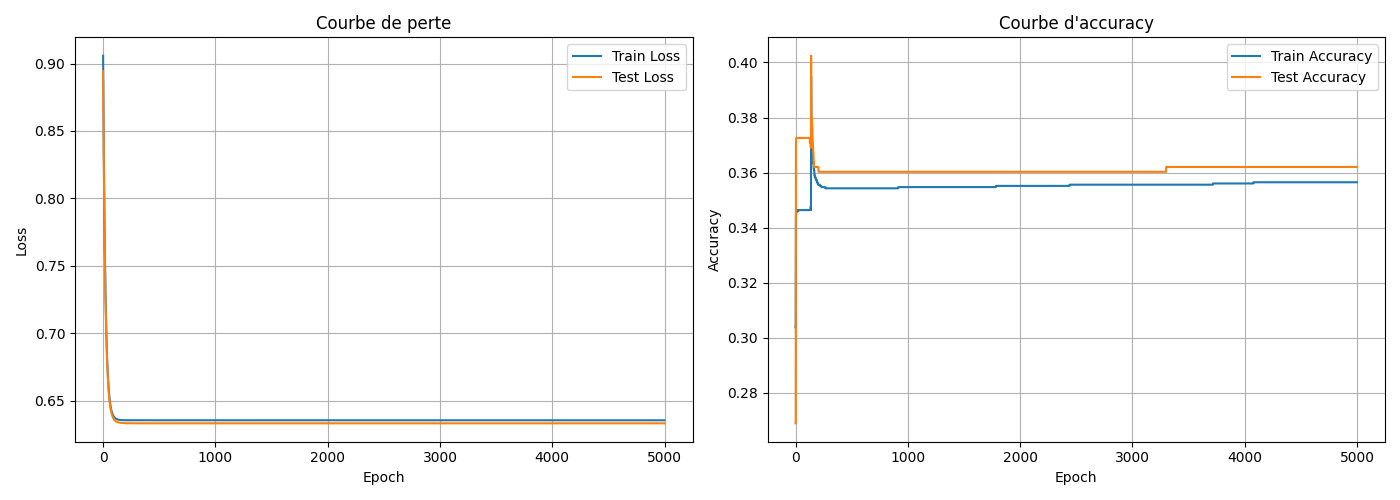 Courbe de perte
0.90
0.85
0.80
0.75
0.70
0.65
Loss
0
1000
2000
3000
4000
5000
Epoch
Train Loss
Test Loss
Courbe d'accuracy
0.40
0.38
0.36
0.34
0.32
0.30
0.28
Accuracy
0
1000
2000
3000
4000
5000
Epoch
Train Accuracy
Test Accuracy